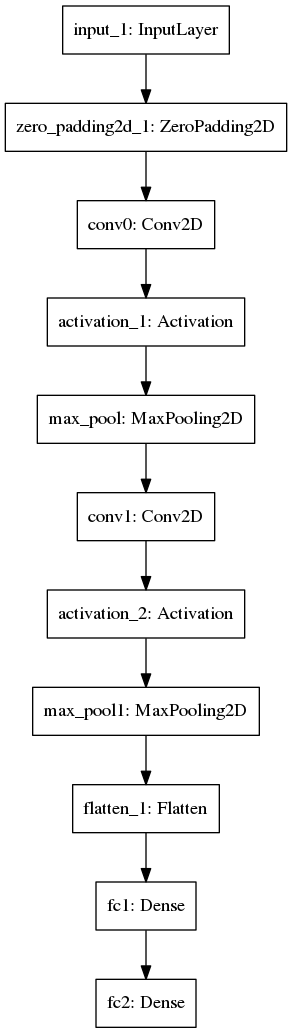 input_1: InputLayer
zero_padding2d_1: ZeroPadding2D
conv0: Conv2D
activation_1: Activation
max_pool: MaxPooling2D
conv1: Conv2D
activation_2: Activation
max_pool1: MaxPooling2D
flatten_1: Flatten
fc1: Dense
fc2: Dense